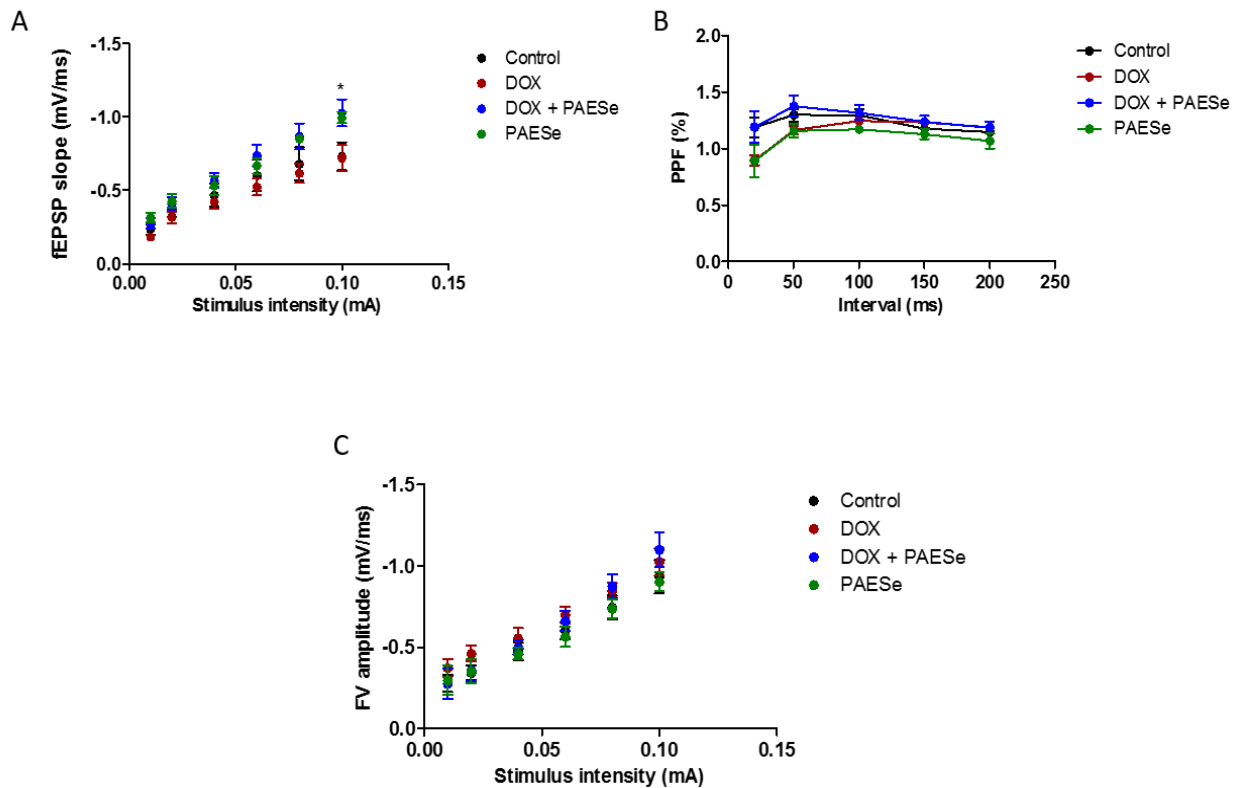 A
fEPSP slope (mV/ms)
-1.5
-1.0
-0.5
0.0
*
0.00 0.05 0.10 0.15
Stimulus intensity (mA)
Control
DOX
DOX + PAESe
PAESe
B
PPF (%)
2.0
1.5
1.0
0.5
0.0
0 50 100 150 200 250
Interval (ms)
Control
DOX
DOX + PAESe
PAESe
C
FV amplitude (mV/ms)
-1.5
-1.0
-0.5
0.0
0.00 0.05 0.10 0.15
Stimulus intensity (mA)
Control
DOX
DOX + PAESe
PAESe